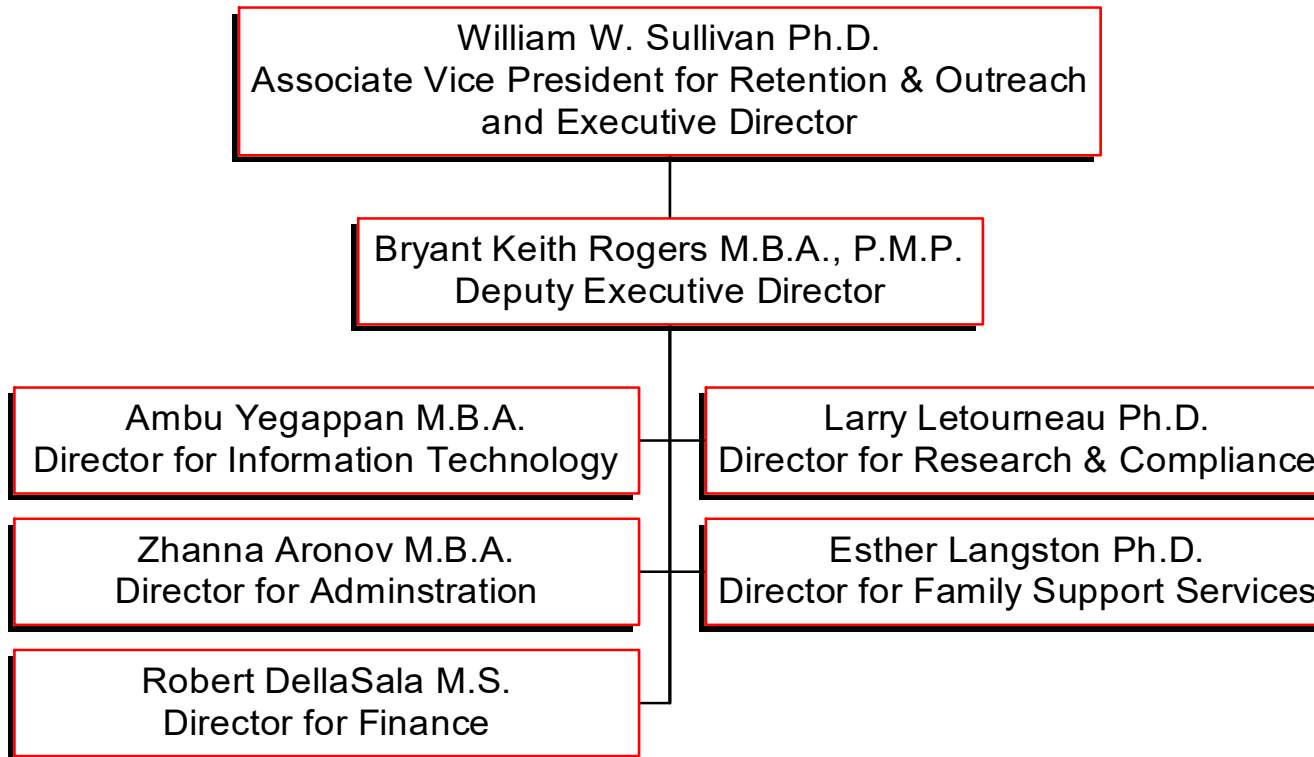 William W. Sullivan Ph.D.
Associate Vice President for Retention & Outreach
and Executive Director
Bryant Keith Rogers M.B.A., P.M.P.
Deputy Executive Director
Ambu Yegappan M.B.A.
Director for Information Technology
Larry Letourneau Ph.D.
Director for Research & Compliance
Zhanna Aronov M.B.A.
Director for Adminstration
Esther Langston Ph.D.
Director for Family Support Services
Robert DellaSala M.S.
Director for Finance